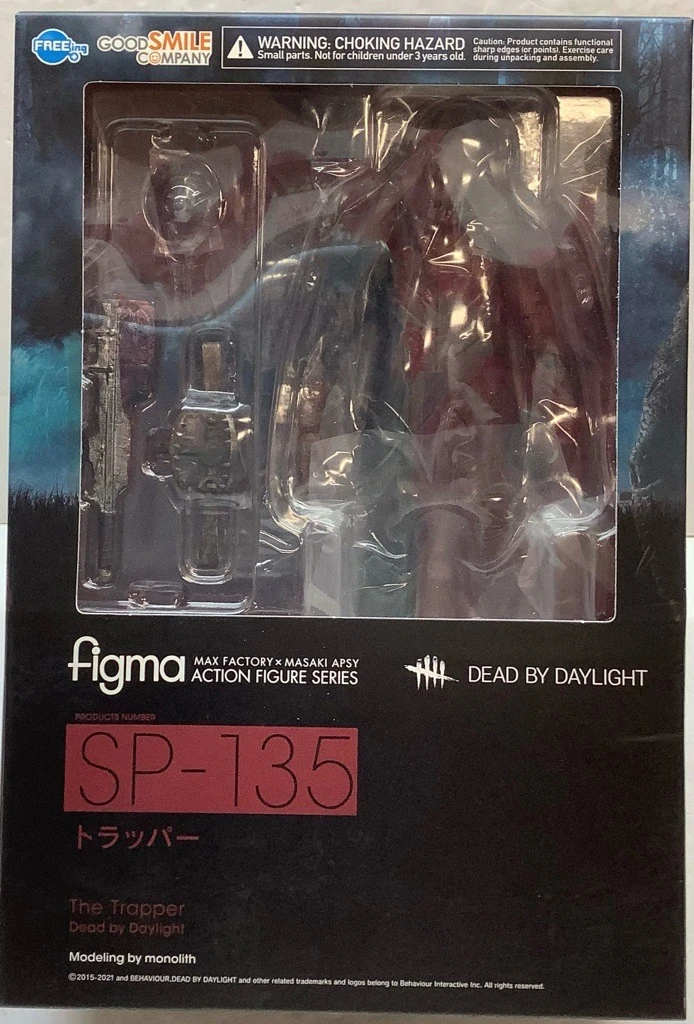 FREEing
GOODSMILE
COMPANY
WARNING: CHOKING HAZARD
Small parts. Not for children under 3 years old.
Caution: Product contains functional
sharp edges (or points). Exercise care
during unpacking and assembly.
figma
MAX FACTORY×MASAKI APSY
ACTION FIGURE SERIES
DEAD BY DAYLIGHT
PRODUCTS NUMBER
SP-135
トラッパー
The Trapper
Dead by Daylight
Modeling by monolith
©2015-2021 and BEHAVIOUR,DEAD BY DAYLIGHT and other related trademarks and logos belong to Behaviour Interactive Inc. All rights reserved.